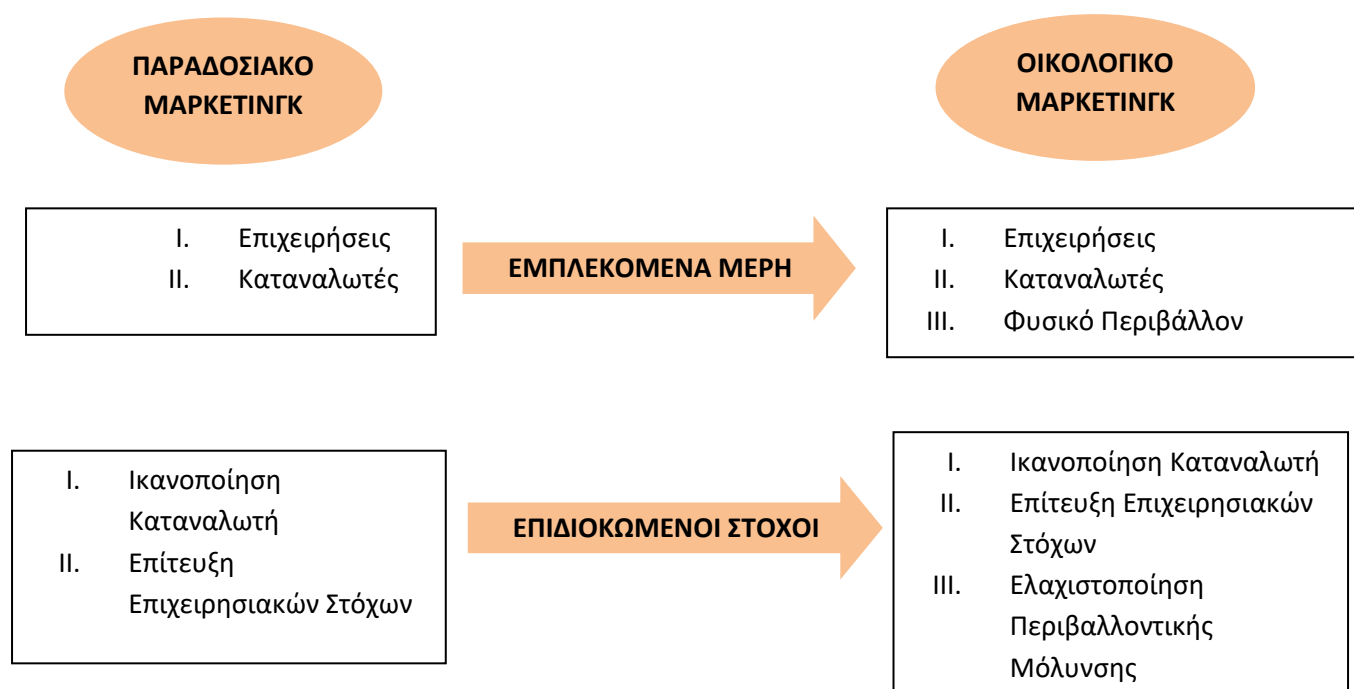 ΠΑΡΑΔΟΣΙΑΚΟ
ΜΑΡΚΕΤΙΝΓΚ
ΟΙΚΟΛΟΓΙΚΟ
ΜΑΡΚΕΤΙΝΓΚ
I. Επιχειρήσεις
II. Καταναλωτές
ΕΜΠΛΕΚΟΜΕΝΑ ΜΕΡΗ
I. Επιχειρήσεις
II. Καταναλωτές
III. Φυσικό Περιβάλλον
I. Ικανοποίηση
Καταναλωτή
II. Επίτευξη
Επιχειρησιακών Στόχων
ΕΠΙΔΙΟΚΩΜΕΝΟΙ ΣΤΟΧΟΙ
I. Ικανοποίηση Καταναλωτή
II. Επίτευξη Επιχειρησιακών
Στόχων
III. Ελαχιστοποίηση
Περιβαλλοντικής
Μόλυνσης